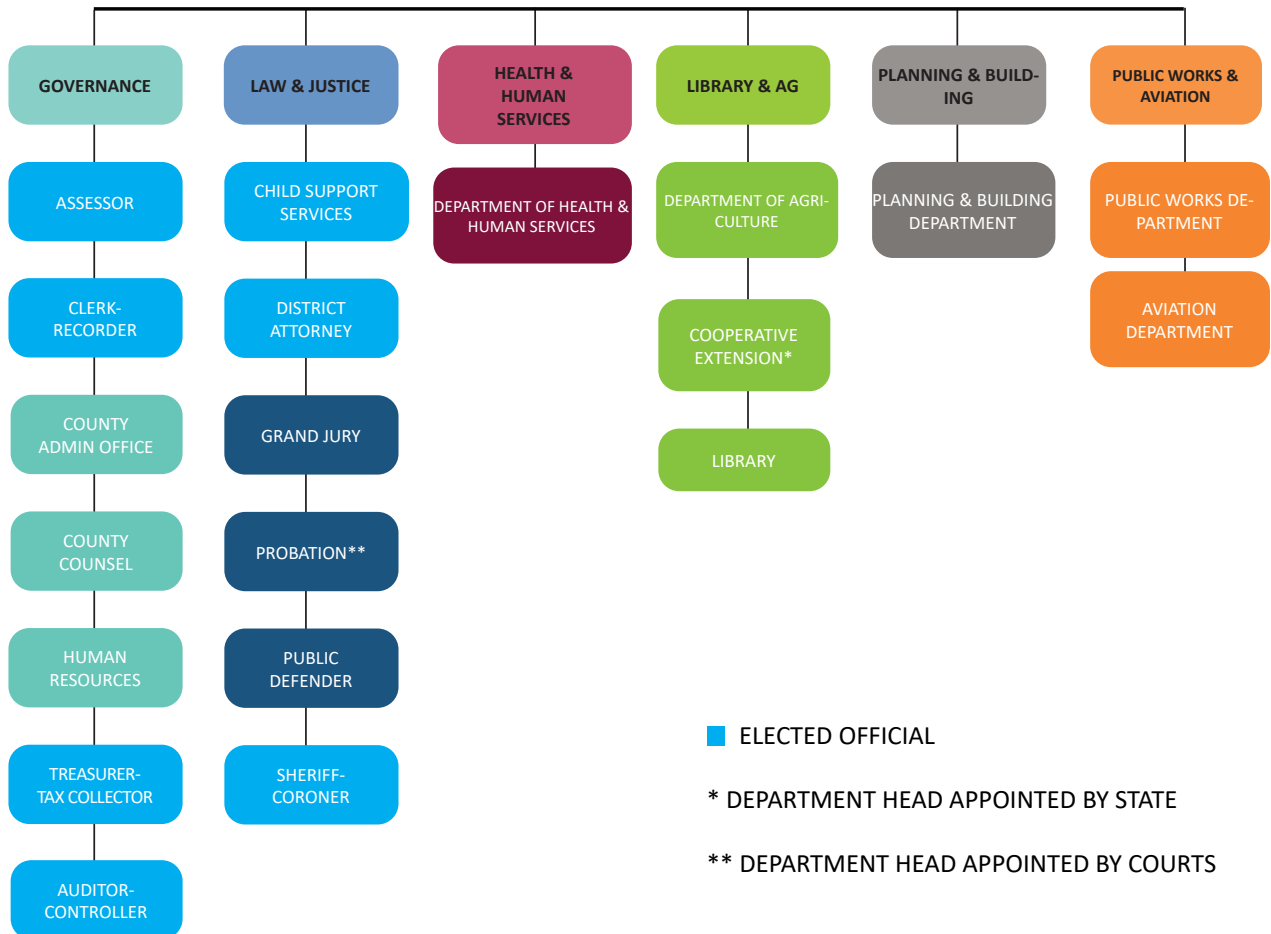 GOVERNANCE
ASSESSOR
CLERK-
RECORDER
COUNTY
ADMIN OFFICE
COUNTY
COUNSEL
HUMAN
RESOURCES
TREASURER-
TAX COLLECTOR
AUDITOR-
CONTROLLER
LAW & JUSTICE
CHILD SUPPORT
SERVICES
DISTRICT
ATTORNEY
GRAND JURY
PROBATION**
PUBLIC
DEFENDER
SHERIFF-
CORONER
HEALTH &
HUMAN
SERVICES
DEPARTMENT OF HEALTH &
HUMAN SERVICES
LIBRARY & AG
DEPARTMENT OF AGRI-
CULTURE
COOPERATIVE
EXTENSION*
LIBRARY
PLANNING & BUILD-
ING
PLANNING & BUILDING
DEPARTMENT
PUBLIC WORKS &
AVIATION
PUBLIC WORKS DE-
PARTMENT
AVIATION
DEPARTMENT
ELECTED OFFICIAL
* DEPARTMENT HEAD APPOINTED BY STATE
** DEPARTMENT HEAD APPOINTED BY COURTS